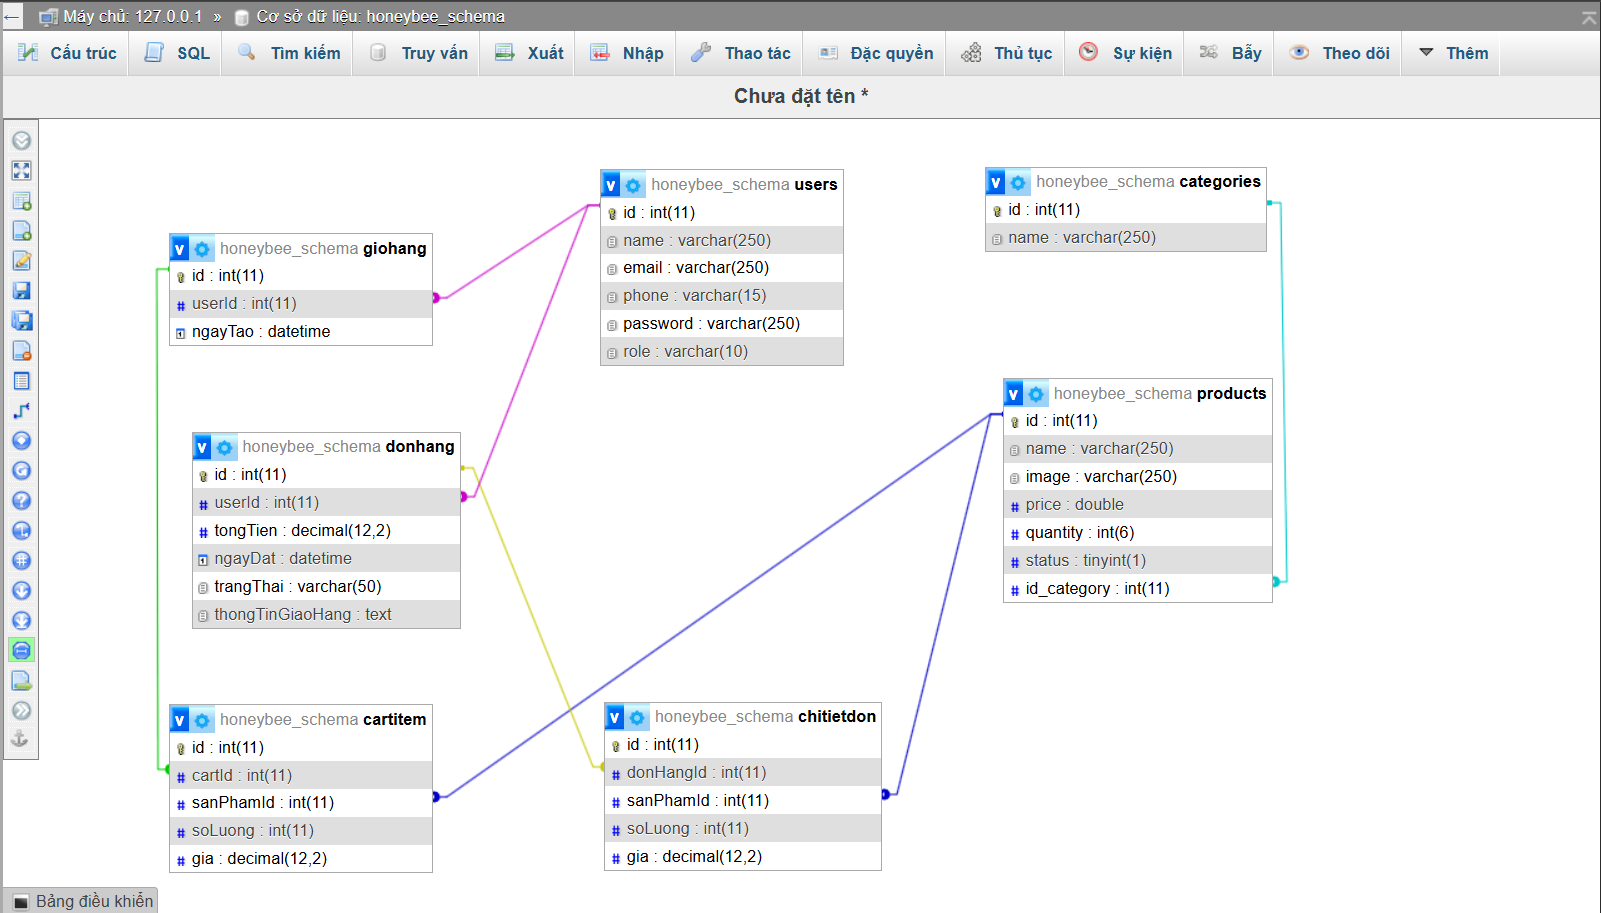 Máy chủ: 127.0.0.1 » Cơ sở dữ liệu: honeybee_schema
Cấu trúc SQL Tìm kiếm Truy vấn Xuất Nhập Thao tác Đặc quyền Thủ tục Sự kiện Bẫy Theo dõi Thêm
Chưa đặt tên *
v honeybee_schema users
id : int(11)
name : varchar(250)
email : varchar(250)
phone : varchar(15)
password : varchar(250)
role : varchar(10)
v honeybee_schema categories
id : int(11)
name : varchar(250)
v honeybee_schema giohang
id : int(11)
# userId : int(11)
ngayTao : datetime
v honeybee_schema products
id : int(11)
name : varchar(250)
image : varchar(250)
# price : double
# quantity : int(6)
# status : tinyint(1)
# id_category : int(11)
v honeybee_schema donhang
id : int(11)
# userId : int(11)
# tongTien : decimal(12,2)
ngayDat : datetime
trangThai : varchar(50)
thongTinGiaoHang : text
v honeybee_schema cartitem
id : int(11)
# cartId : int(11)
# sanPhamId : int(11)
# soLuong : int(11)
# gia : decimal(12,2)
v honeybee_schema chitietdon
id : int(11)
# donHangId : int(11)
# sanPhamId : int(11)
# soLuong : int(11)
# gia : decimal(12,2)
Bảng điều khiển